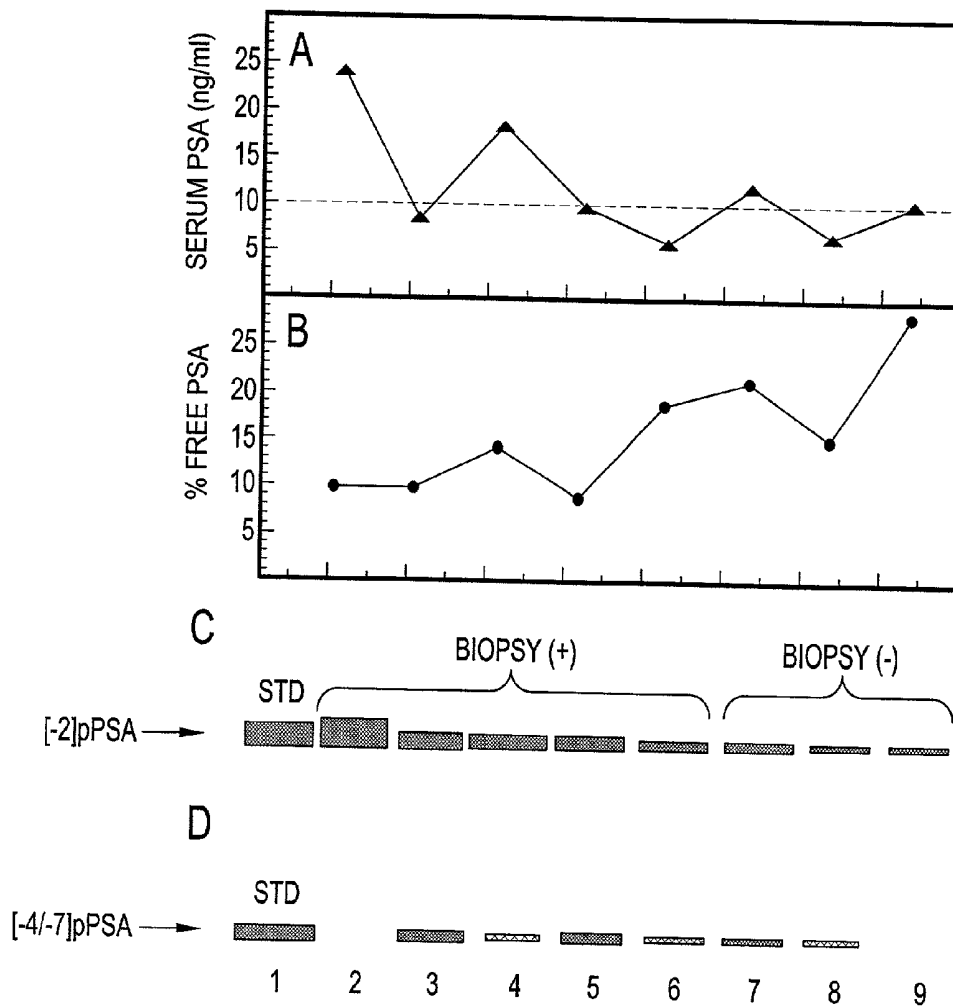 A
SERUM PSA (ng/ml)
25
20
15
10
5
B
% FREE PSA
25
20
15
10
5
C
BIOPSY (+)
BIOPSY (-)
STD
[-2]pPSA
D
STD
[-4/-7]pPSA
1 2 3 4 5 6 7 8 9